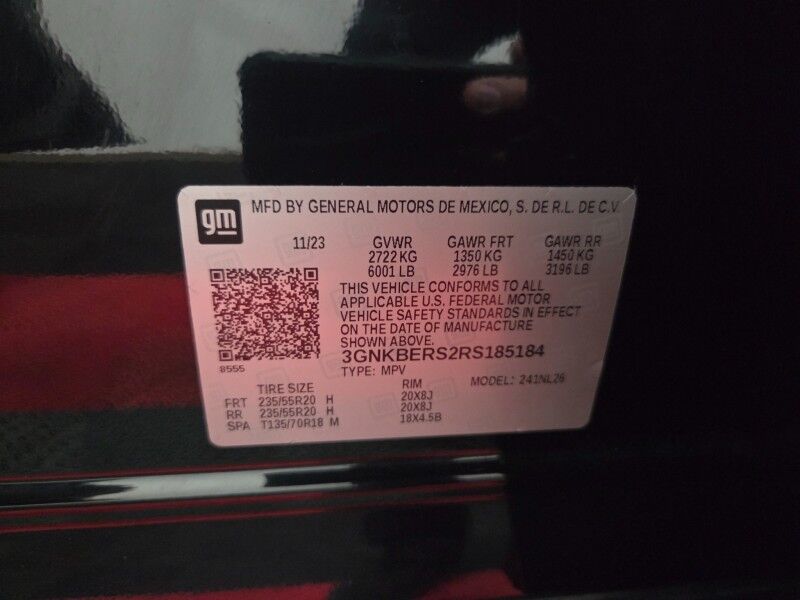 gm MFD BY GENERAL MOTORS DE MEXICO, S. DE R.L. DE C.V.
11/23 GVWR GAWR FRT GAWR RR
2722 KG 1350 KG 1450 KG
6001 LB 2976 LB 3196 LB
THIS VEHICLE CONFORMS TO ALL
APPLICABLE U.S. FEDERAL MOTOR
VEHICLE SAFETY STANDARDS IN EFFECT
ON THE DATE OF MANUFACTURE
SHOWN ABOVE.
3GNKBERS2RS185184
8555
TYPE: MPV
MODEL: 241NL26
TIRE SIZE RIM
FRT 235/55R20 H 20X8J
RR 235/55R20 H 20X8J
SPA T135/70R18 M 18X4.5B